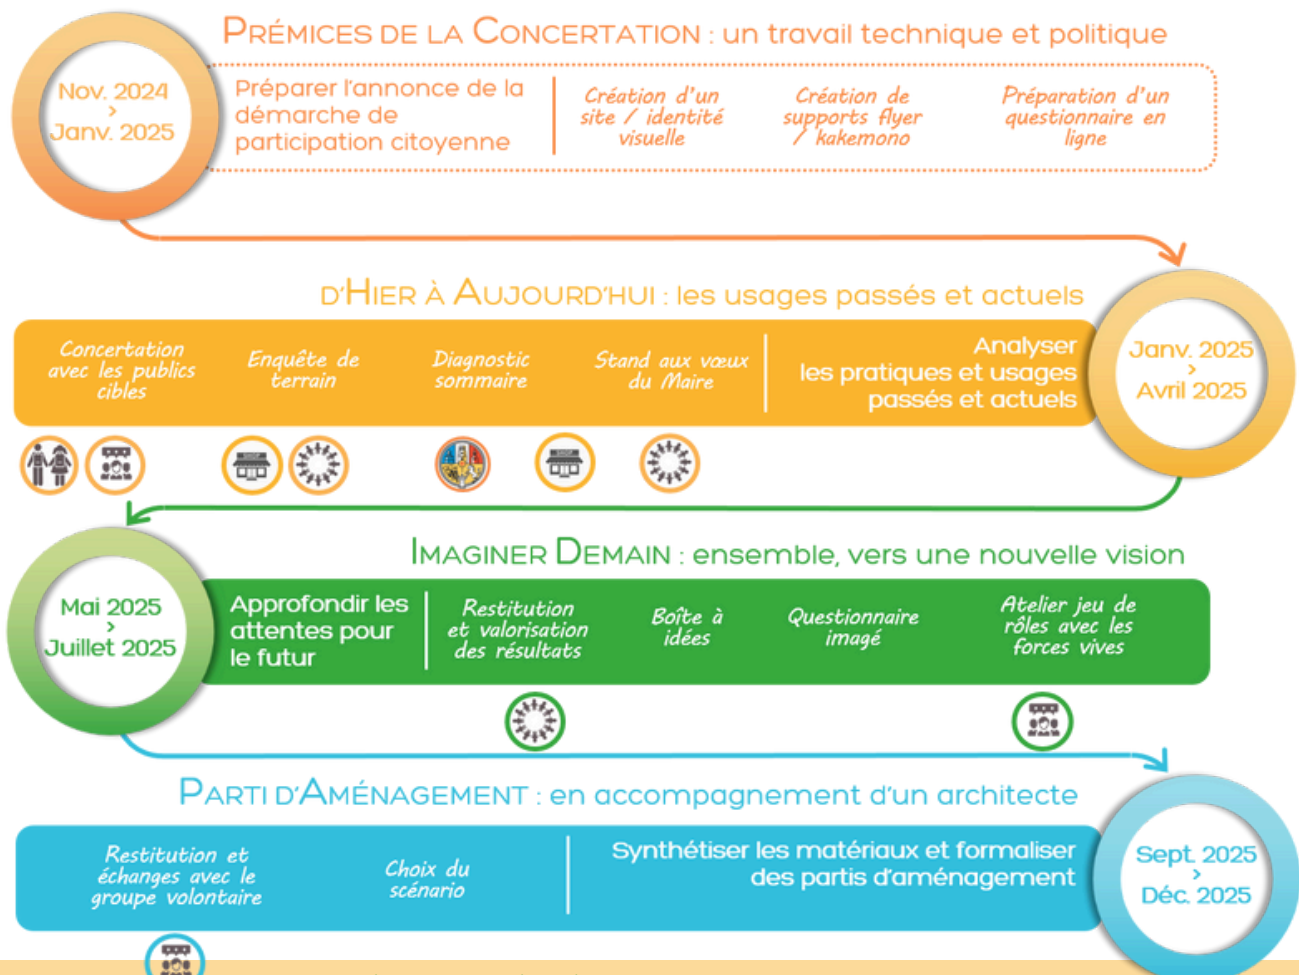 PRÉMICES DE LA CONCERTATION : un travail technique et politique
Nov. 2024
>
Janv. 2025
Préparer l'annonce de la
démarche de
participation citoyenne
Création d'un
site / identité
visuelle
Création de
supports flyer
/ kakemono
Préparation d'un
questionnaire en
ligne
D'HIER À AUJOURD'HUI : les usages passés et actuels
Concertation
avec les publics
cibles
Enquête de
terrain
Diagnostic
sommaire
Stand aux vœux
du Maire
Analyser
les pratiques et usages
passés et actuels
Janv. 2025
>
Avril 2025
SHOP
SHOP
IMAGINER DEMAIN : ensemble, vers une nouvelle vision
Mai 2025
>
Juillet 2025
Approfondir les
attentes pour
le futur
Restitution
et valorisation
des résultats
Boîte à
idées
Questionnaire
imagé
Atelier jeu de
rôles avec les
forces vives
PARTI D'AMÉNAGEMENT : en accompagnement d'un architecte
Restitution et
échanges avec le
groupe volontaire
Choix du
scénario
Synthétiser les matériaux et formaliser
des partis d'aménagement
Sept. 2025
>
Déc. 2025